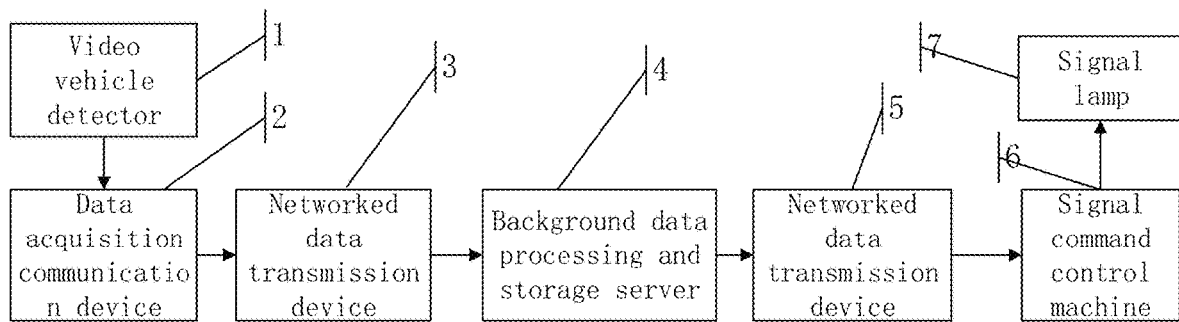 Video
vehicle
detector
1
2
3
4
5
6
7
Signal
lamp
Data
acquisition
communicatio
n device
Networked
data
transmission
device
Background data
processing and
storage server
Networked
data
transmission
device
Signal
command
control
machine